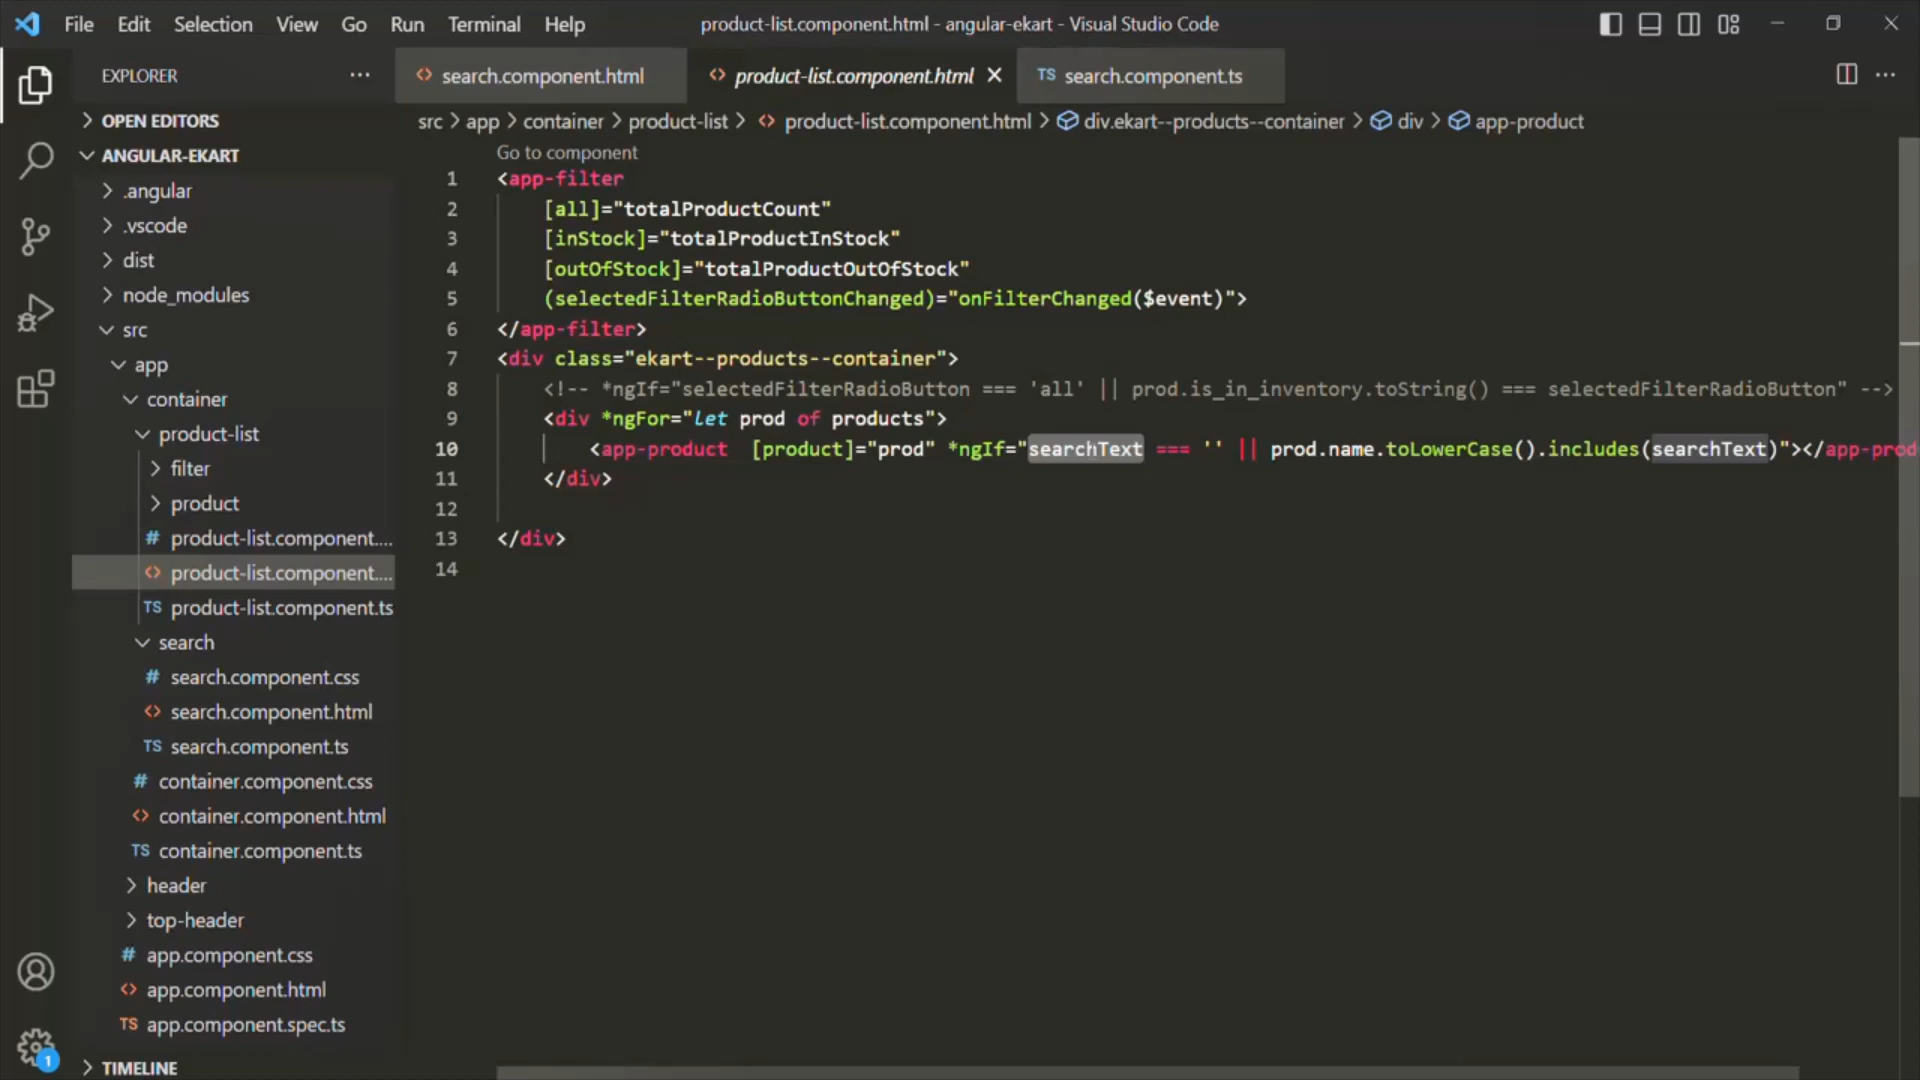 File Edit Selection View Go Run Terminal Help
product-list.component.html - angular-ekart - Visual Studio Code
EXPLORER
search.component.html
product-list.component.html
TS search.component.ts
OPEN EDITORS
src > app > container > product-list > product-list.component.html > div.ekart--products--container > div > app-product
ANGULAR-EKART
.angular
.vscode
dist
node_modules
src
app
container
product-list
filter
product
# product-list.component....
product-list.component....
TS product-list.component.ts
search
# search.component.css
search.component.html
TS search.component.ts
# container.component.css
container.component.html
TS container.component.ts
header
top-header
# app.component.css
app.component.html
TS app.component.spec.ts
TIMELINE
1
Go to component
1 <app-filter
2 [all]="totalProductCount"
3 [inStock]="totalProductInStock"
4 [outOfStock]="totalProductOutOfStock"
5 (selectedFilterRadioButtonChanged)="onFilterChanged($event)">
6 </app-filter>
7 <div class="ekart--products--container">
8 <!-- *ngIf="selectedFilterRadioButton === 'all' || prod.is_in_inventory.toString() === selectedFilterRadioButton" -->
9 <div *ngFor="let prod of products">
10 <app-product [product]="prod" *ngIf="searchText === '' || prod.name.toLowerCase().includes(searchText)"></app-prod
11 </div>
12
13 </div>
14